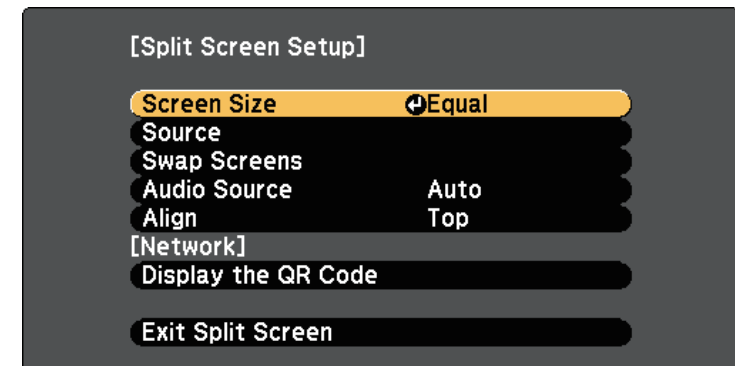 [Split Screen Setup]
Screen Size Equal
Source
Swap Screens
Audio Source Auto
Align Top
[Network]
Display the QR Code
Exit Split Screen